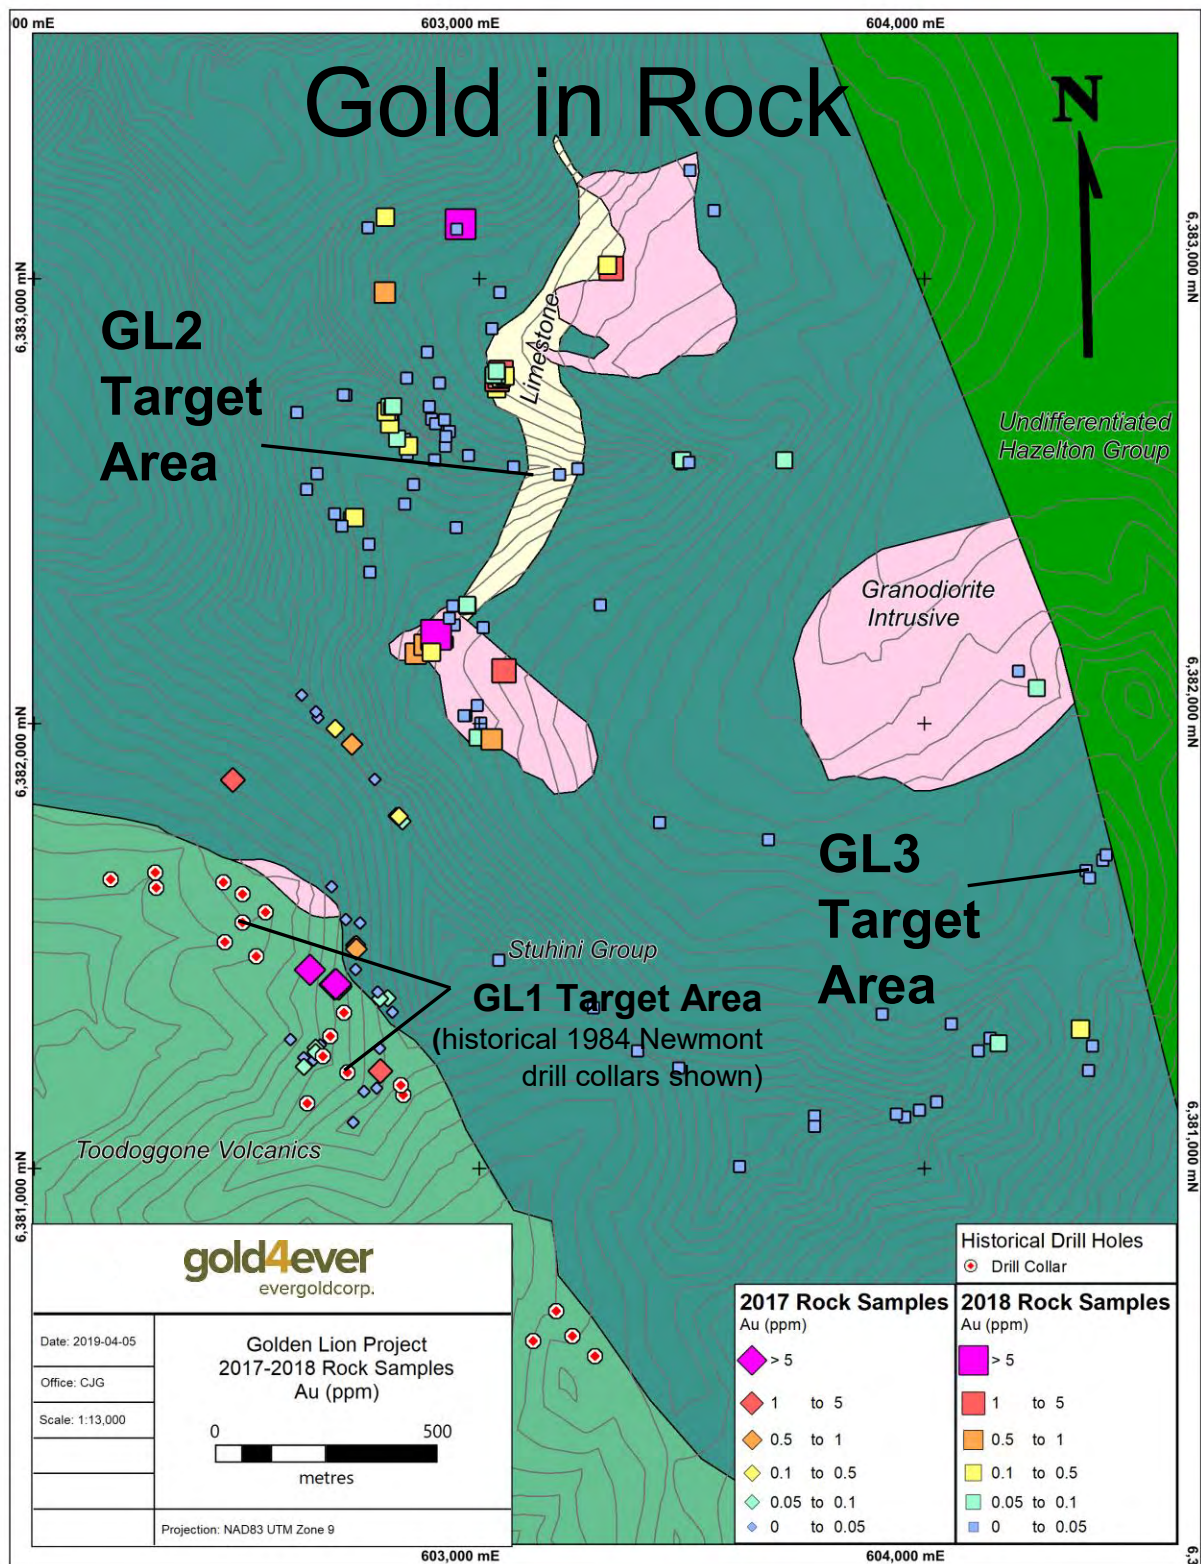 00 mE
603,000 mE
604,000 mE
Gold in Rock
N
6,383,000 mN
6,383,000 mN
GL2
Target
Area
Limestone
Undifferentiated
Hazelton Group
Granodiorite
Intrusive
6,382,000 mN
6,382,000 mN
GL3
Target
Area
Stuhini Group
GL1 Target Area
(historical 1984 Newmont
drill collars shown)
Toodoggone Volcanics
6,381,000 mN
6,381,000 mN
gold4ever
evergoldcorp.
Date: 2019-04-05
Office: CJG
Scale: 1:13,000
Golden Lion Project
2017-2018 Rock Samples
Au (ppm)
0 500
metres
Projection: NAD83 UTM Zone 9
Historical Drill Holes
Drill Collar
2017 Rock Samples
Au (ppm)
> 5
1 to 5
0.5 to 1
0.1 to 0.5
0.05 to 0.1
0 to 0.05
2018 Rock Samples
Au (ppm)
> 5
1 to 5
0.5 to 1
0.1 to 0.5
0.05 to 0.1
0 to 0.05
603,000 mE
604,000 mE